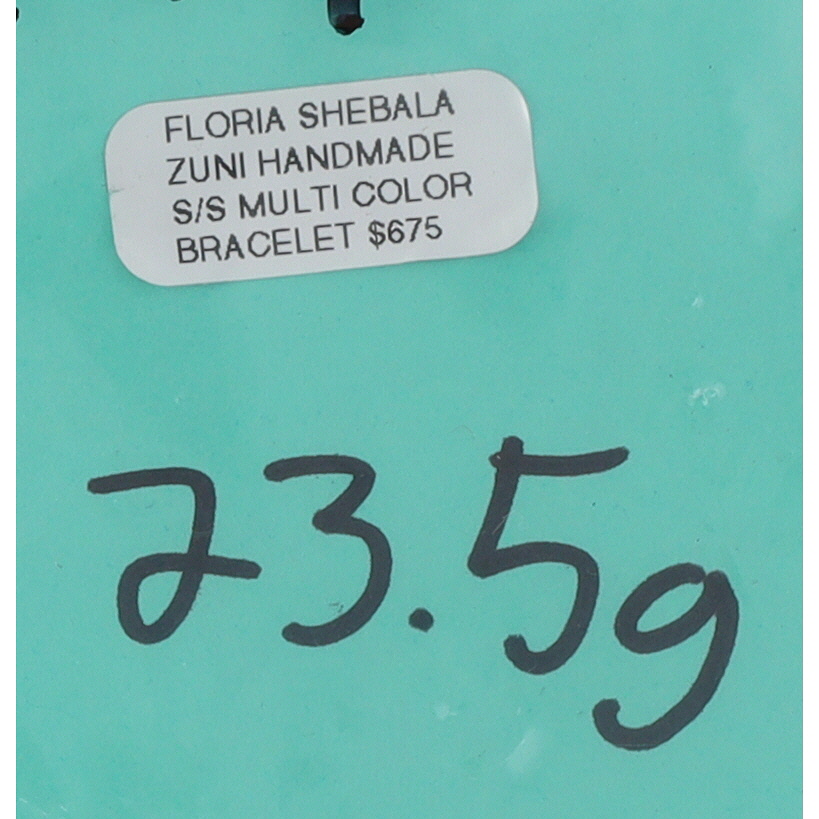 FLORIA SHEBALA
ZUNI HANDMADE
S/S MULTI COLOR
BRACELET $675
23.5g